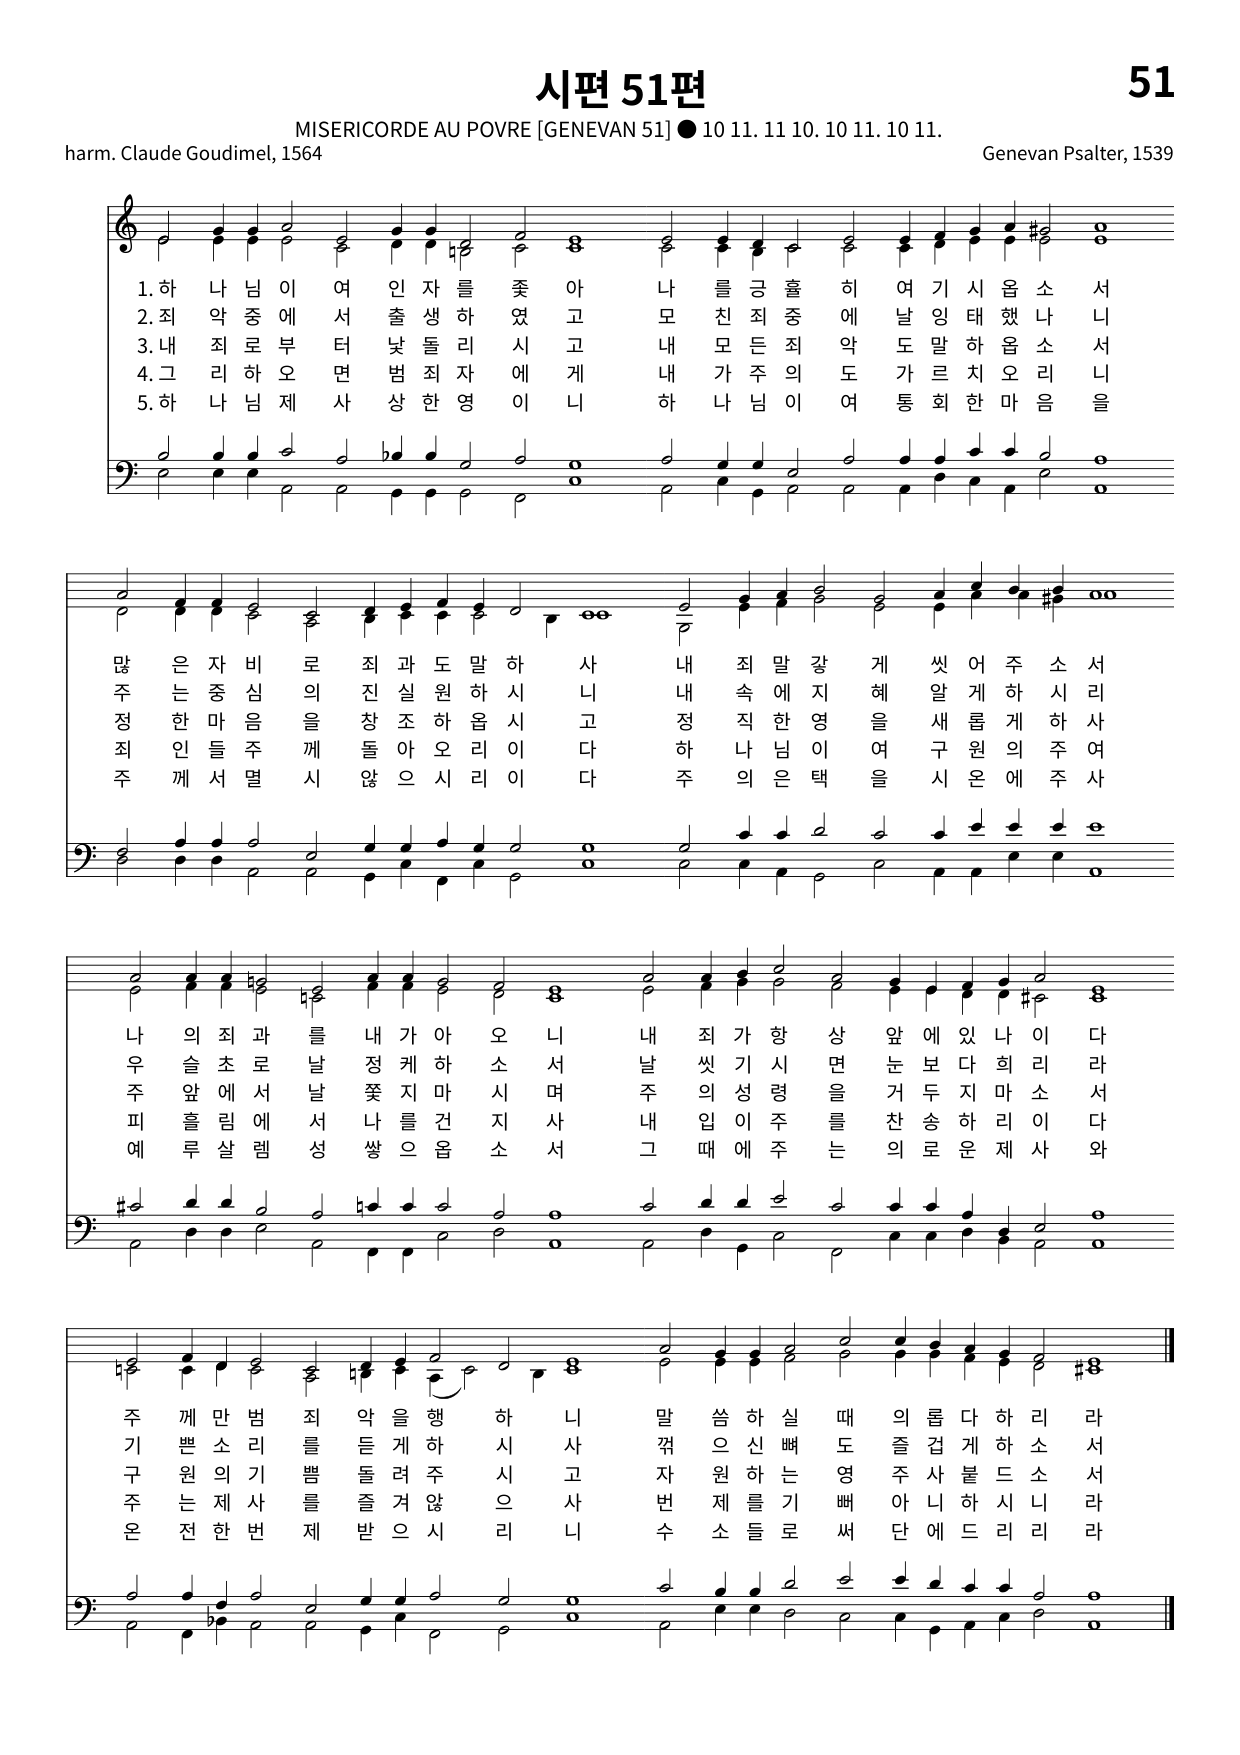 51
시편 51편
MISERICORDE AU POVRE [GENEVAN 51] ● 10 11. 11 10. 10 11. 10 11.
harm. Claude Goudimel, 1564 Genevan Psalter, 1539
1. 하 나 님 이 여 인 자 를 좇 아 나 를 긍 휼 히 여 기 시 옵 소 서
2. 죄 악 중 에 서 출 생 하 였 고 모 친 죄 중 에 날 잉 태 했 나 니
3. 내 죄 로 부 터 낯 돌 리 시 고 내 모 든 죄 악 도 말 하 옵 소 서
4. 그 리 하 오 면 범 죄 자 에 게 내 가 주 의 도 가 르 치 오 리 니
5. 하 나 님 제 사 상 한 영 이 니 하 나 님 이 여 통 회 한 마 음 을
많 은 자 비 로 죄 과 도 말 하 사 내 죄 말 갛 게 씻 어 주 소 서
주 는 중 심 의 진 실 원 하 시 니 내 속 에 지 혜 알 게 하 시 리
정 한 마 음 을 창 조 하 옵 시 고 정 직 한 영 을 새 롭 게 하 사
죄 인 들 주 께 돌 아 오 리 이 다 하 나 님 이 여 구 원 의 주 여
주 께 서 멸 시 않 으 시 리 이 다 주 의 은 택 을 시 온 에 주 사
나 의 죄 과 를 내 가 아 오 니 내 죄 가 항 상 앞 에 있 나 이 다
우 슬 초 로 날 정 케 하 소 서 날 씻 기 시 면 눈 보 다 희 리 라
주 앞 에 서 날 쫓 지 마 시 며 주 의 성 령 을 거 두 지 마 소 서
피 흘 림 에 서 나 를 건 지 사 내 입 이 주 를 찬 송 하 리 이 다
예 루 살 렘 성 쌓 으 옵 소 서 그 때 에 주 는 의 로 운 제 사 와
주 께 만 범 죄 악 을 행 하 니 말 씀 하 실 때 의 롭 다 하 리 라
기 쁜 소 리 를 듣 게 하 시 사 꺾 으 신 뼈 도 즐 겁 게 하 소 서
구 원 의 기 쁨 돌 려 주 시 고 자 원 하 는 영 주 사 붙 드 소 서
주 는 제 사 를 즐 겨 않 으 사 번 제 를 기 뻐 아 니 하 시 니 라
온 전 한 번 제 받 으 시 리 니 수 소 들 로 써 단 에 드 리 리 라